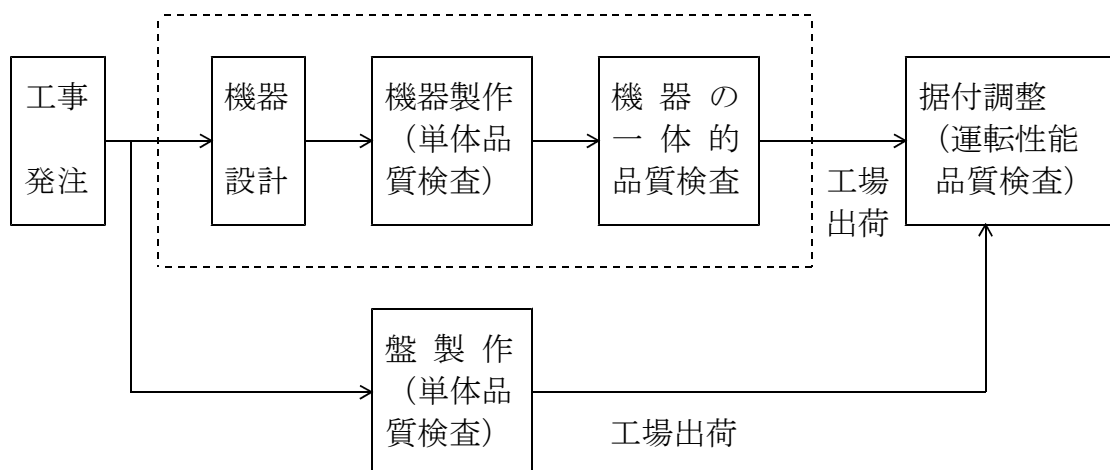 工事
発注
機器
設計
機器製作
（単体品
質検査）
機器の
一体的
品質検査
工場
出荷
据付調整
（運転性能
品質検査）
盤製作
（単体品
質検査）
工場出荷